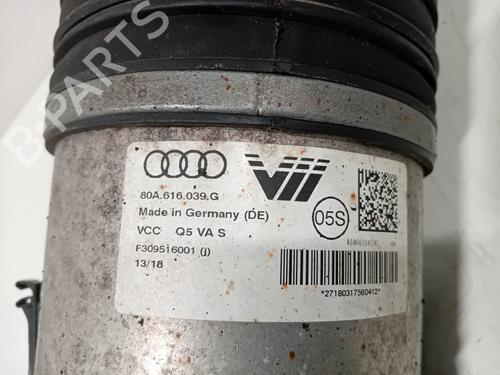 B-PARTS
80A.616.039.G
Made in Germany (DE)
VCC Q5 VA S
F309516001 (j)
13/18
05S
*27180317560412*